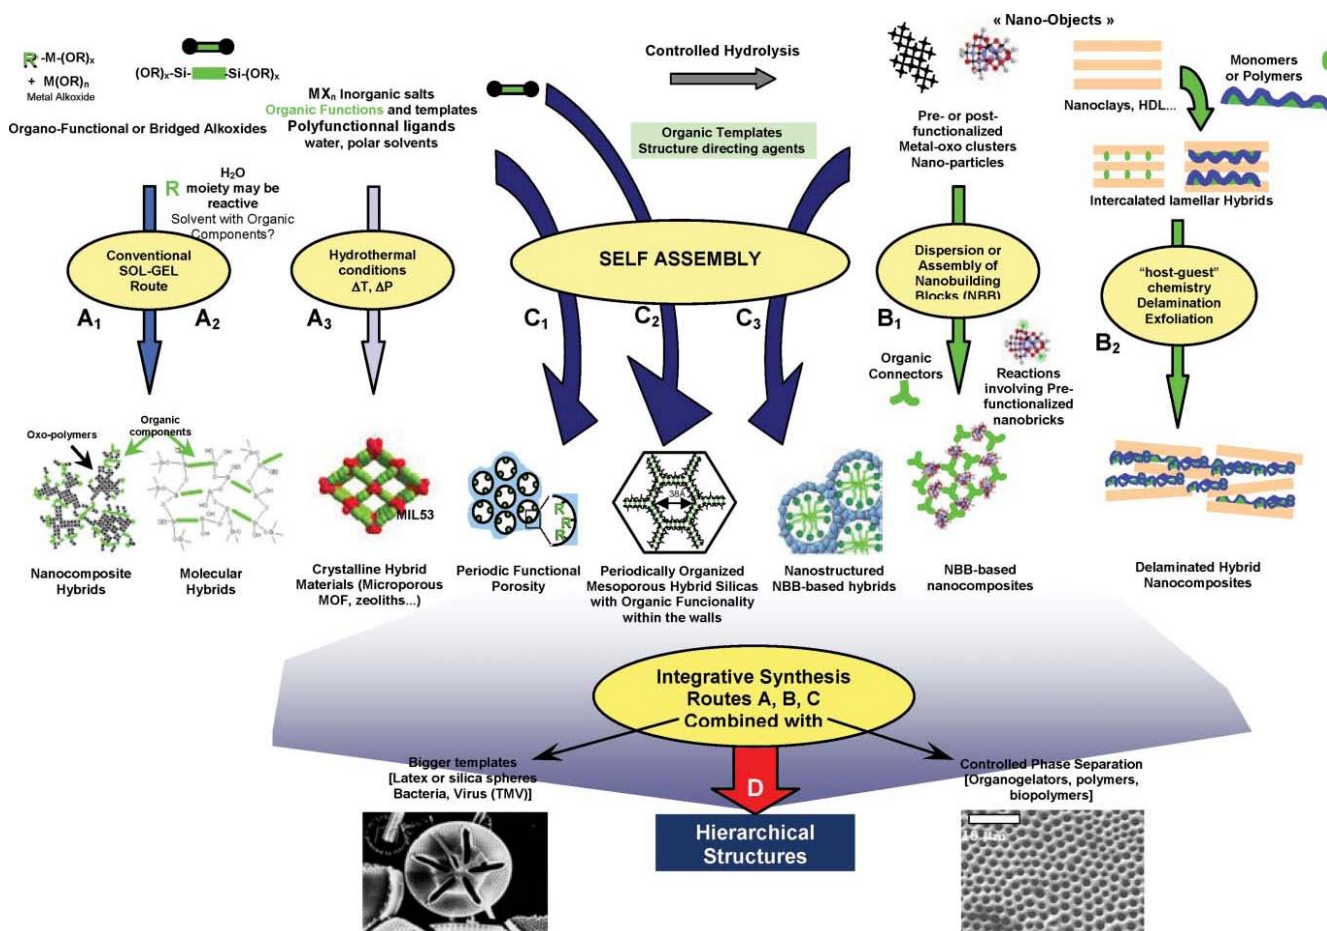 R -M-(OR)x
+ M(OR)n
Metal Alkoxide
(OR)x-Si- -Si-(OR)x
Organo-Functional or Bridged Alkoxides
MXn Inorganic salts
Organic Functions and templates
Polyfunctionnal ligands
water, polar solvents
Controlled Hydrolysis
Organic Templates
Structure directing agents
« Nano-Objects »
Pre- or post-
functionalized
Metal-oxo clusters
Nano-particles
Nanoclays, HDL...
Monomers
or Polymers
Intercalated lamellar Hybrids
R
H2O
moiety may be
reactive
Solvent with Organic
Components?
Conventional
SOL-GEL
Route
A1
A2
Hydrothermal
conditions
ΔT, ΔP
A3
SELF ASSEMBLY
C1
C2
C3
Dispersion or
Assembly of
Nanobuilding
Blocks (NBB)
B1
"host-guest"
chemistry
Delamination
Exfoliation
B2
Organic
Connectors
Reactions
involving Pre-
functionalized
nanobricks
Oxo-polymers
Organic
components
MIL53
R
R
R
38Å
Nanocomposite
Hybrids
Molecular
Hybrids
Crystalline Hybrid
Materials (Microporous
MOF, zeoliths...)
Periodic Functional
Porosity
Periodically Organized
Mesoporous Hybrid Silicas
with Organic Funcionality
within the walls
Nanostructured
NBB-based hybrids
NBB-based
nanocomposites
Delaminated Hybrid
Nanocomposites
Integrative Synthesis
Routes A, B, C
Combined with
Bigger templates
[Latex or silica spheres
Bacteria, Virus (TMV)]
D
Controlled Phase Separation
[Organogelators, polymers,
biopolymers]
Hierarchical
Structures
10 µm